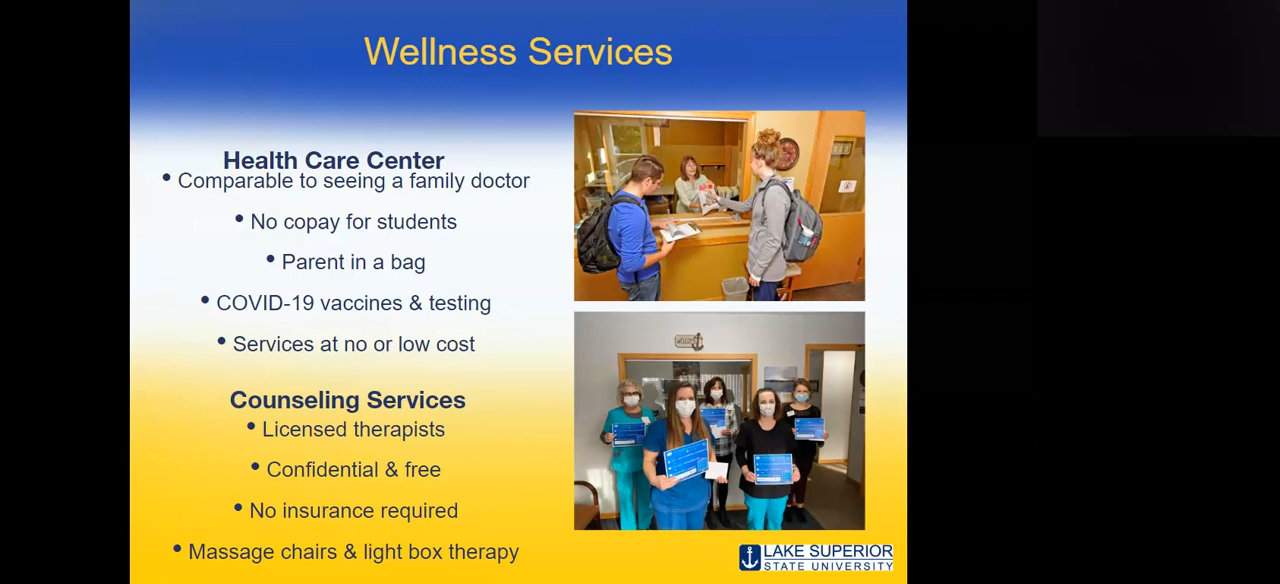 Wellness Services
Health Care Center
• Comparable to seeing a family doctor
• No copay for students
• Parent in a bag
• COVID-19 vaccines & testing
• Services at no or low cost
Counseling Services
• Licensed therapists
• Confidential & free
• No insurance required
• Massage chairs & light box therapy
LAKE SUPERIOR
STATE UNIVERSITY